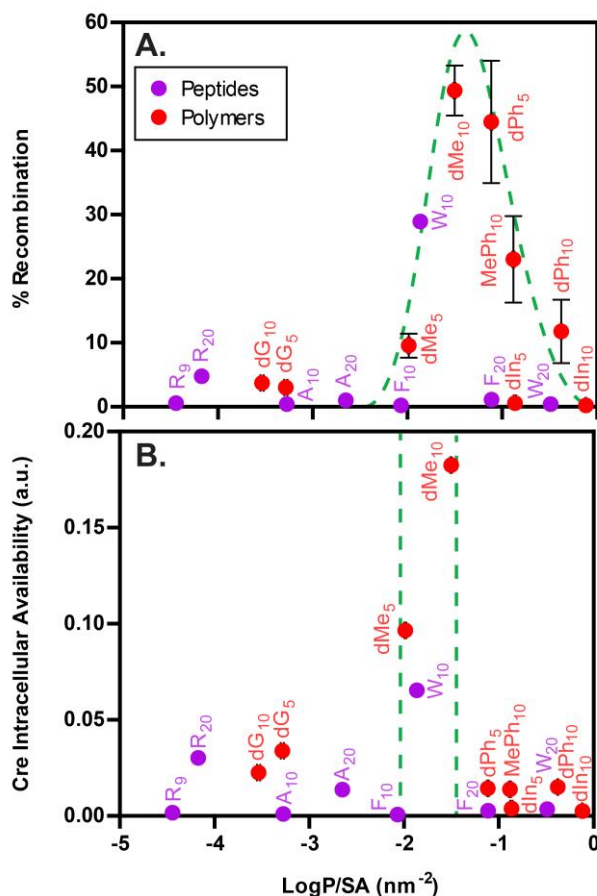 A.
Peptides
Polymers
% Recombination
60
50
40
30
20
10
0
R9
R20
dG10
dG5
A10
A20
F10
dMe5
W10
dMe10
dPh5
MePh10
dPh10
F20
dIn5
W20
dIn10
B.
Cre Intracellular Availability (a.u.)
0.20
0.15
0.10
0.05
0.00
R9
R20
dG10
dG5
A10
A20
F10
dMe5
W10
dMe10
F20
dPh5
MePh10
dIn5
W20
dPh10
dIn10
-5
-4
-3
-2
-1
0
LogP/SA (nm-2)